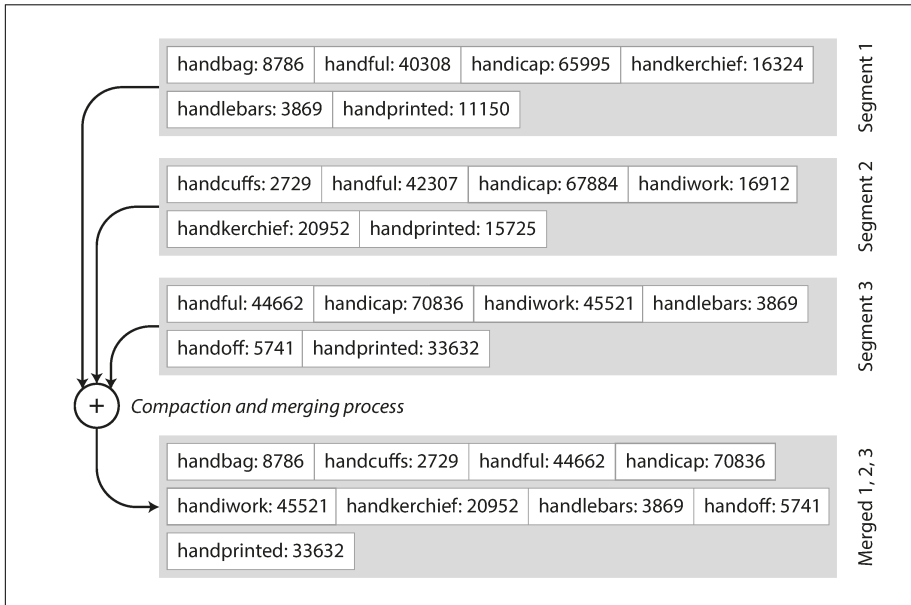 handbag: 8786 handful: 40308 handicap: 65995 handkerchief: 16324
handlebars: 3869 handprinted: 11150
Segment 1
handcuffs: 2729 handful: 42307 handicap: 67884 handiwork: 16912
handkerchief: 20952 handprinted: 15725
Segment 2
handful: 44662 handicap: 70836 handiwork: 45521 handlebars: 3869
handoff: 5741 handprinted: 33632
Segment 3
+ Compaction and merging process
handbag: 8786 handcuffs: 2729 handful: 44662 handicap: 70836
handiwork: 45521 handkerchief: 20952 handlebars: 3869 handoff: 5741
handprinted: 33632
Merged 1, 2, 3